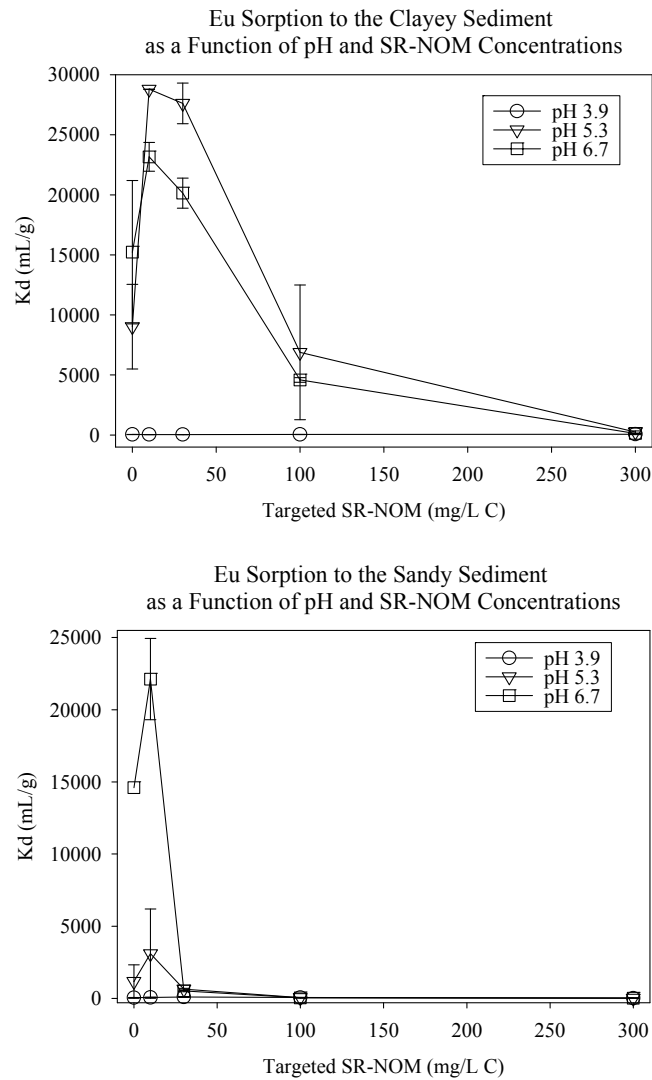 Eu Sorption to the Clayey Sediment
as a Function of pH and SR-NOM Concentrations
30000
25000
20000
15000
10000
5000
0
Kd (mL/g)
pH 3.9
pH 5.3
pH 6.7
0 50 100 150 200 250 300
Targeted SR-NOM (mg/L C)
Eu Sorption to the Sandy Sediment
as a Function of pH and SR-NOM Concentrations
25000
20000
15000
10000
5000
0
Kd (mL/g)
pH 3.9
pH 5.3
pH 6.7
0 50 100 150 200 250 300
Targeted SR-NOM (mg/L C)